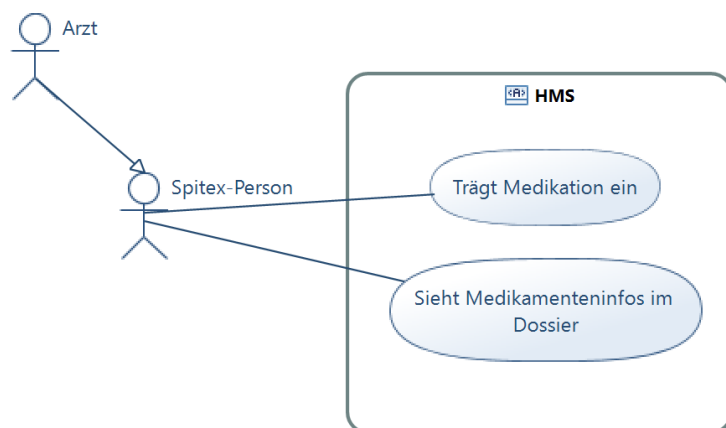 Arzt
HMS
Spitex-Person
Trägt Medikation ein
Sieht Medikamenteninfos im
Dossier